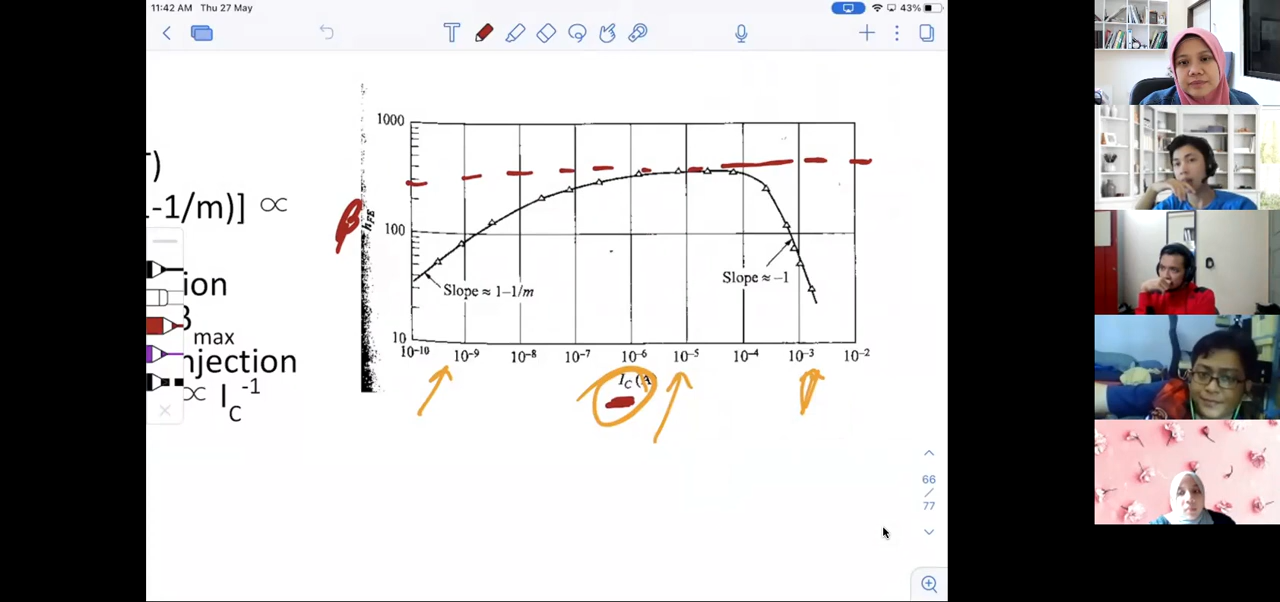 11:42 AM Thu 27 May
43%
T
)
-1/m)] ∝
ion
max
njection
∝ I
C
-1
β
hFE
1000
100
10
Slope ≈ 1–1/m
Slope ≈ –1
10⁻¹⁰ 10⁻⁹ 10⁻⁸ 10⁻⁷ 10⁻⁶ 10⁻⁵ 10⁻⁴ 10⁻³ 10⁻²
IC (A
66
/
77